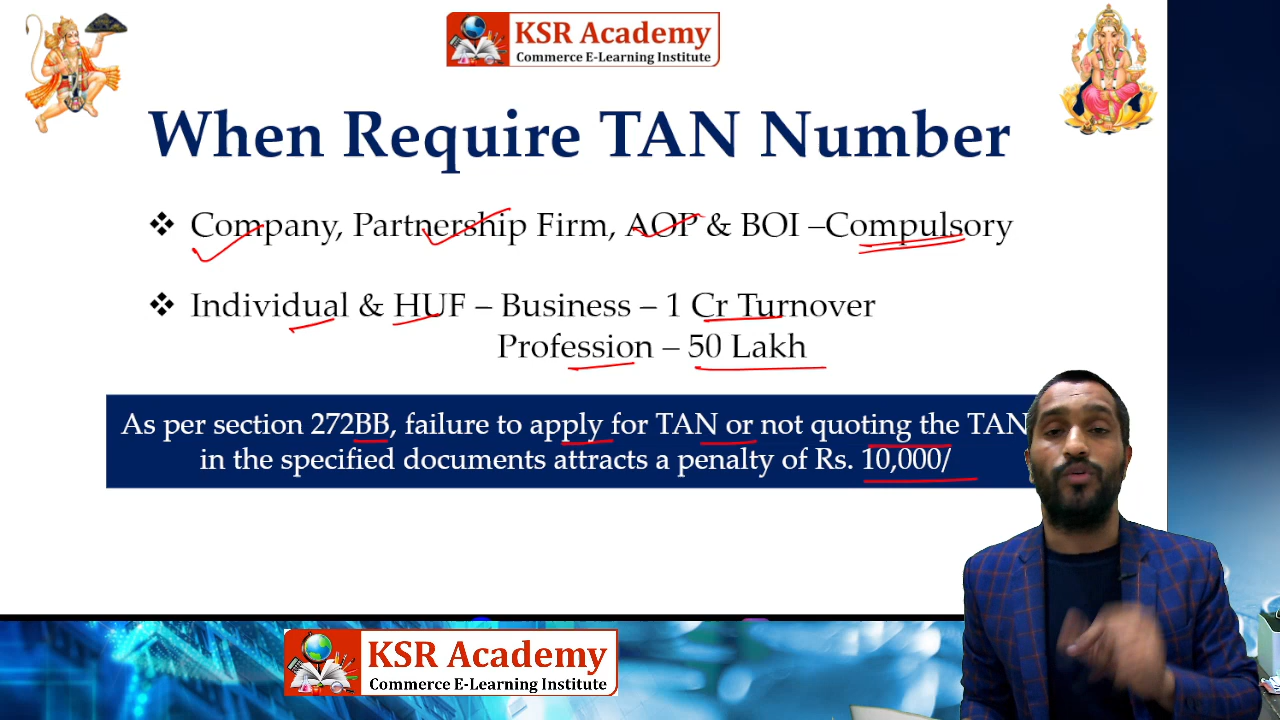 KSR Academy
Commerce E-Learning Institute
When Require TAN Number
❖ Company, Partnership Firm, AOP & BOI –Compulsory
❖ Individual & HUF – Business – 1 Cr Turnover
Profession – 50 Lakh
As per section 272BB, failure to apply for TAN or not quoting the TAN
in the specified documents attracts a penalty of Rs. 10,000/
KSR Academy
Commerce E-Learning Institute